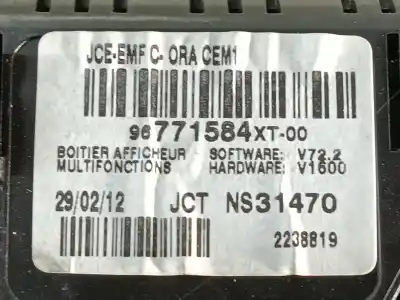 JCE-EMF C- ORA CEM1
96771584XT-00
BOITIER AFFICHEUR SOFTWARE: V72.2
MULTIFONCTIONS HARDWARE: V1600
29/02/12 JCT NS31470
2238819